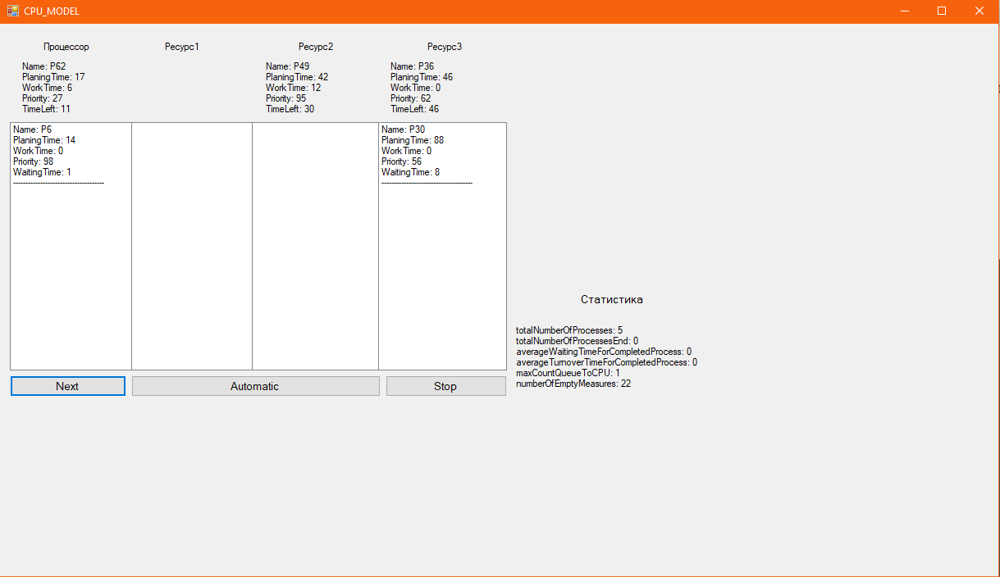 CPU_MODEL
Процессор
Ресурс1
Ресурс2
Ресурс3
Name: P62
PlaningTime: 17
WorkTime: 6
Priority: 27
TimeLeft: 11
Name: P49
PlaningTime: 42
WorkTime: 12
Priority: 95
TimeLeft: 30
Name: P36
PlaningTime: 46
WorkTime: 0
Priority: 62
TimeLeft: 46
Name: P6
PlaningTime: 14
WorkTime: 0
Priority: 98
WaitingTime: 1
-------------------------------------
Name: P30
PlaningTime: 88
WorkTime: 0
Priority: 56
WaitingTime: 8
-------------------------------------
Статистика
totalNumberOfProcesses: 5
totalNumberOfProcessesEnd: 0
averageWaitingTimeForCompletedProcess: 0
averageTurnoverTimeForCompletedProcess: 0
maxCountQueueToCPU: 1
numberOfEmptyMeasures: 22
Next
Automatic
Stop